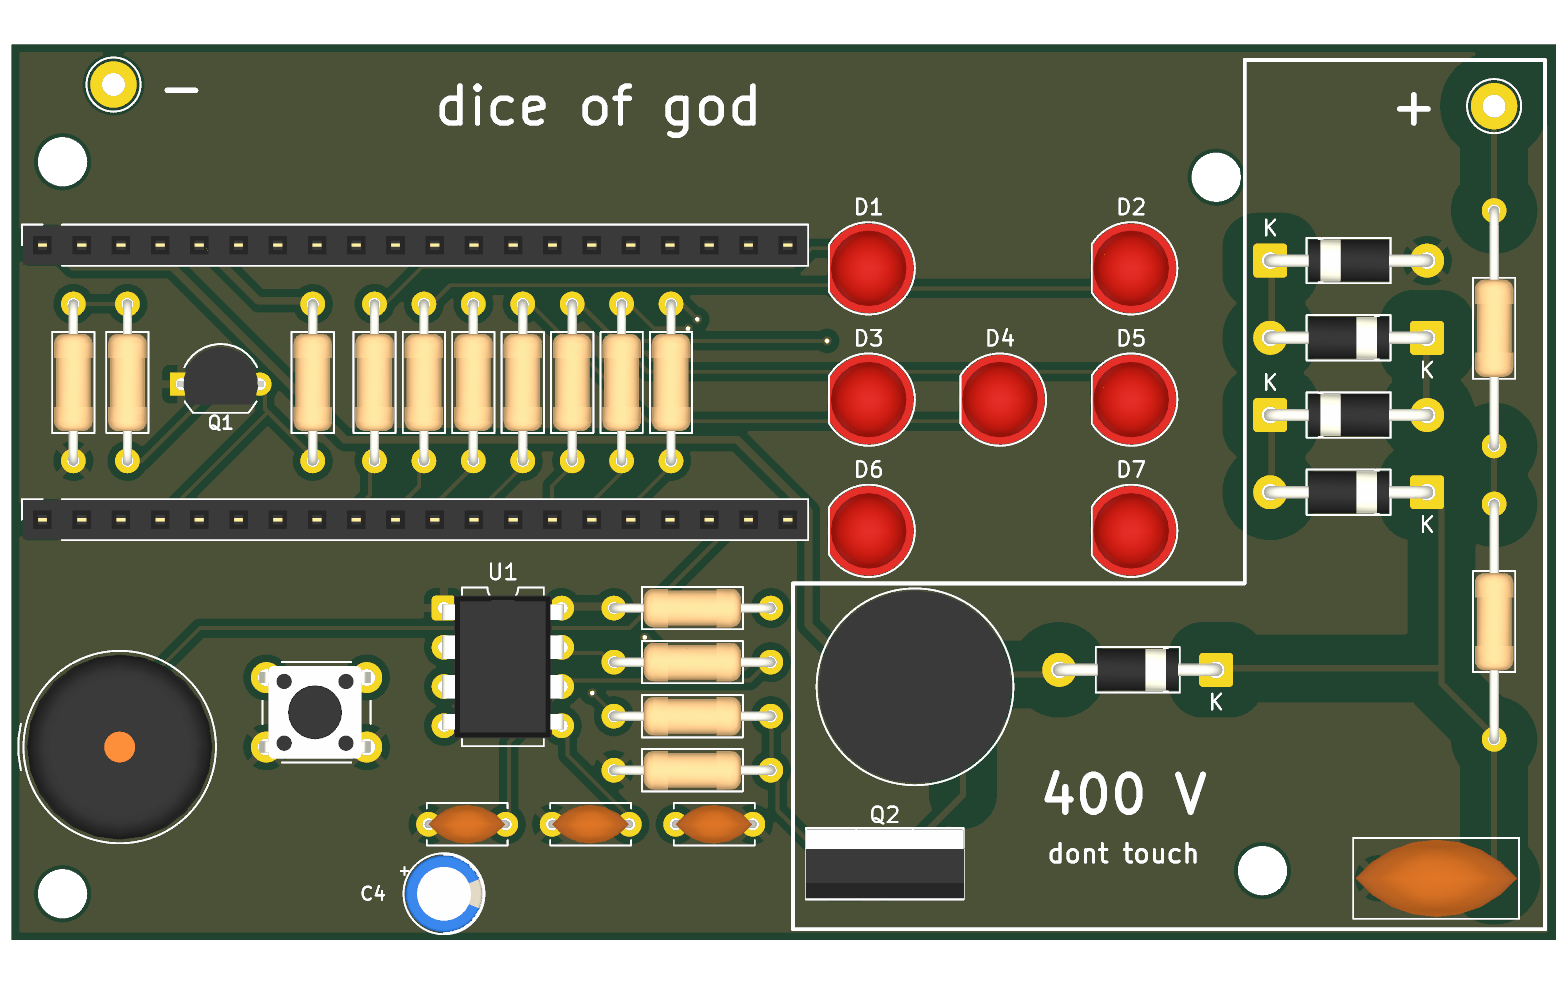 −
dice of god
+
D1
D2
K
D3
D4
D5
K
K
Q1
D6
D7
K
U1
K
400 V
Q2
dont touch
+
C4